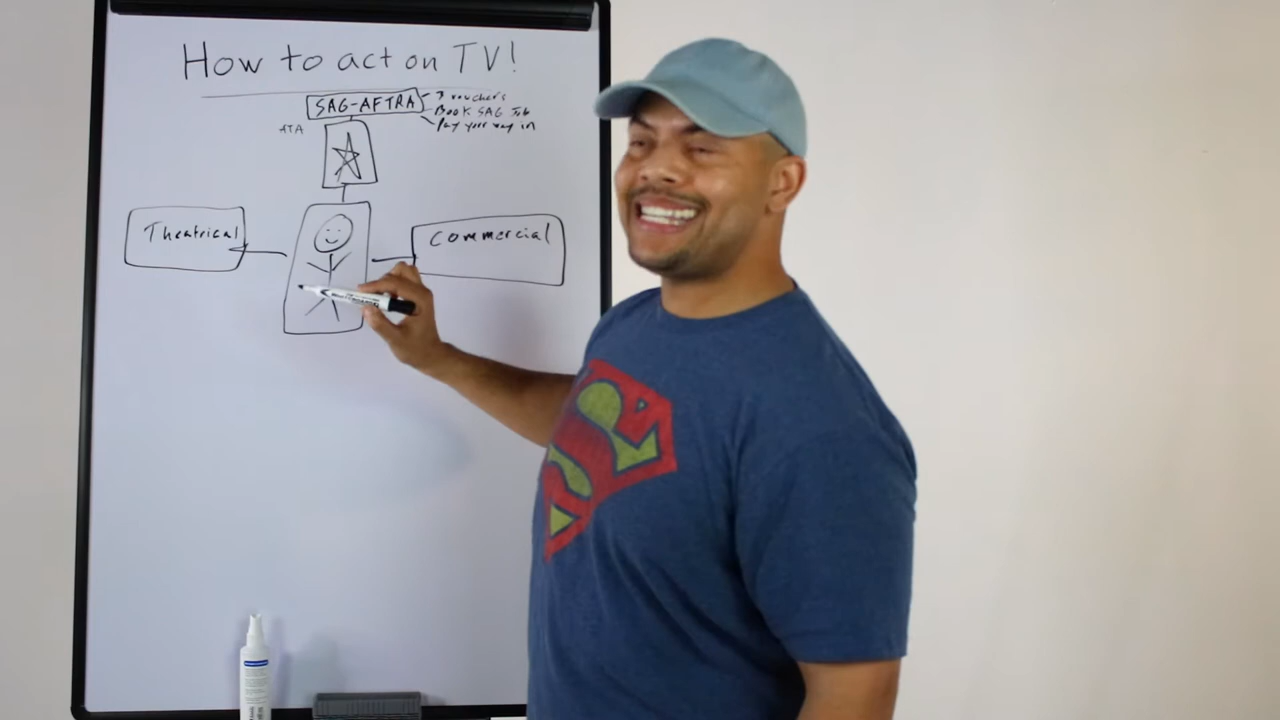 How to act on TV!
SAG-AFTRA
3 vouchers
Book SAG Job
Pay your way in
ATA
Theatrical
Commercial